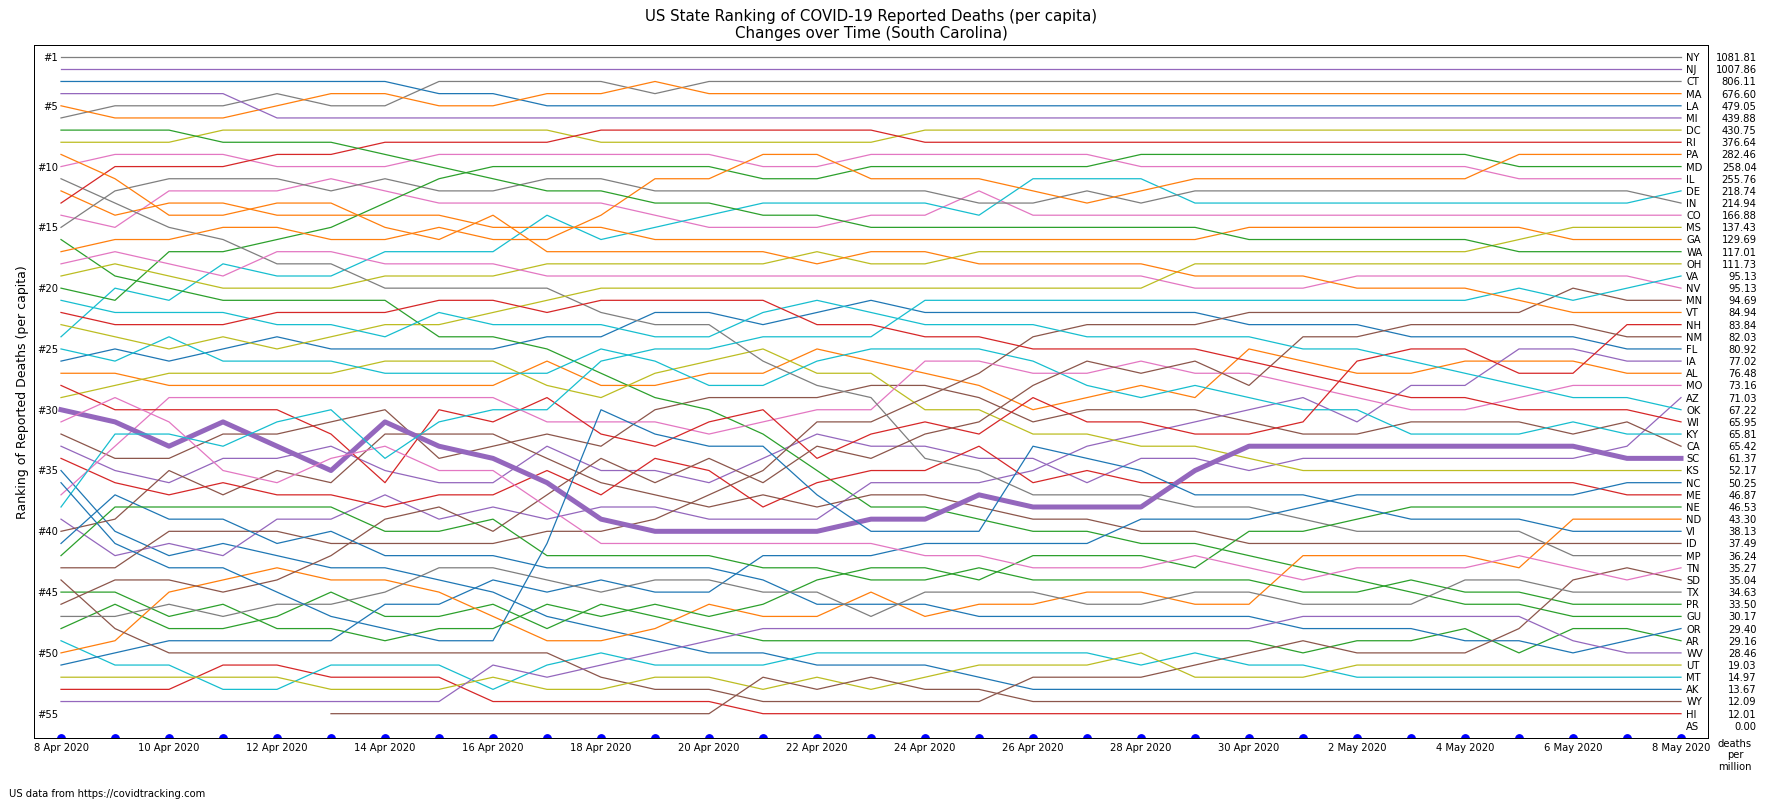 US State Ranking of COVID-19 Reported Deaths (per capita)
Changes over Time (South Carolina)
Ranking of Reported Deaths (per capita)
#1
#5
#10
#15
#20
#25
#30
#35
#40
#45
#50
#55
NY 1081.81
NJ 1007.86
CT 806.11
MA 676.60
LA 479.05
MI 439.88
DC 430.75
RI 376.64
PA 282.46
MD 258.04
IL 255.76
DE 218.74
IN 214.94
CO 166.88
MS 137.43
GA 129.69
WA 117.01
OH 111.73
VA 95.13
NV 95.13
MN 94.69
VT 84.94
NH 83.84
NM 82.03
FL 80.92
IA 77.02
AL 76.48
MO 73.16
AZ 71.03
OK 67.22
WI 65.95
KY 65.81
CA 65.42
SC 61.37
KS 52.17
NC 50.25
ME 46.87
NE 46.53
ND 43.30
VI 38.13
ID 37.49
MP 36.24
TN 35.27
SD 35.04
TX 34.63
PR 33.50
GU 30.17
OR 29.40
AR 29.16
WV 28.46
UT 19.03
MT 14.97
AK 13.67
WY 12.09
HI 12.01
AS 0.00
8 Apr 2020 10 Apr 2020 12 Apr 2020 14 Apr 2020 16 Apr 2020 18 Apr 2020 20 Apr 2020 22 Apr 2020 24 Apr 2020 26 Apr 2020 28 Apr 2020 30 Apr 2020 2 May 2020 4 May 2020 6 May 2020 8 May 2020
deaths
per
million
US data from https://covidtracking.com